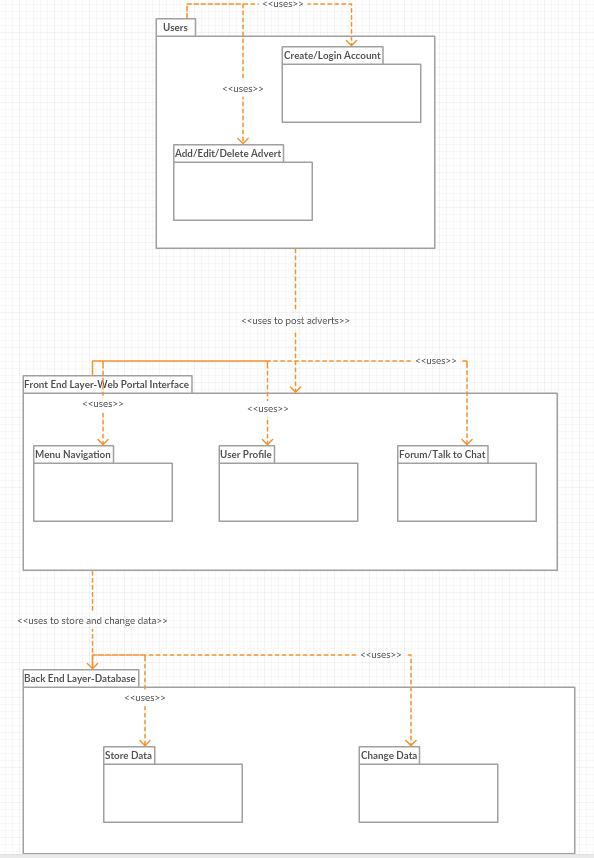 <<uses>>
Users
Create/Login Account
<<uses>>
Add/Edit/Delete Advert
<<uses to post adverts>>
<<uses>>
Front End Layer-Web Portal Interface
<<uses>>
<<uses>>
Menu Navigation
User Profile
Forum/Talk to Chat
<<uses to store and change data>>
<<uses>>
Back End Layer-Database
<<uses>>
Store Data
Change Data